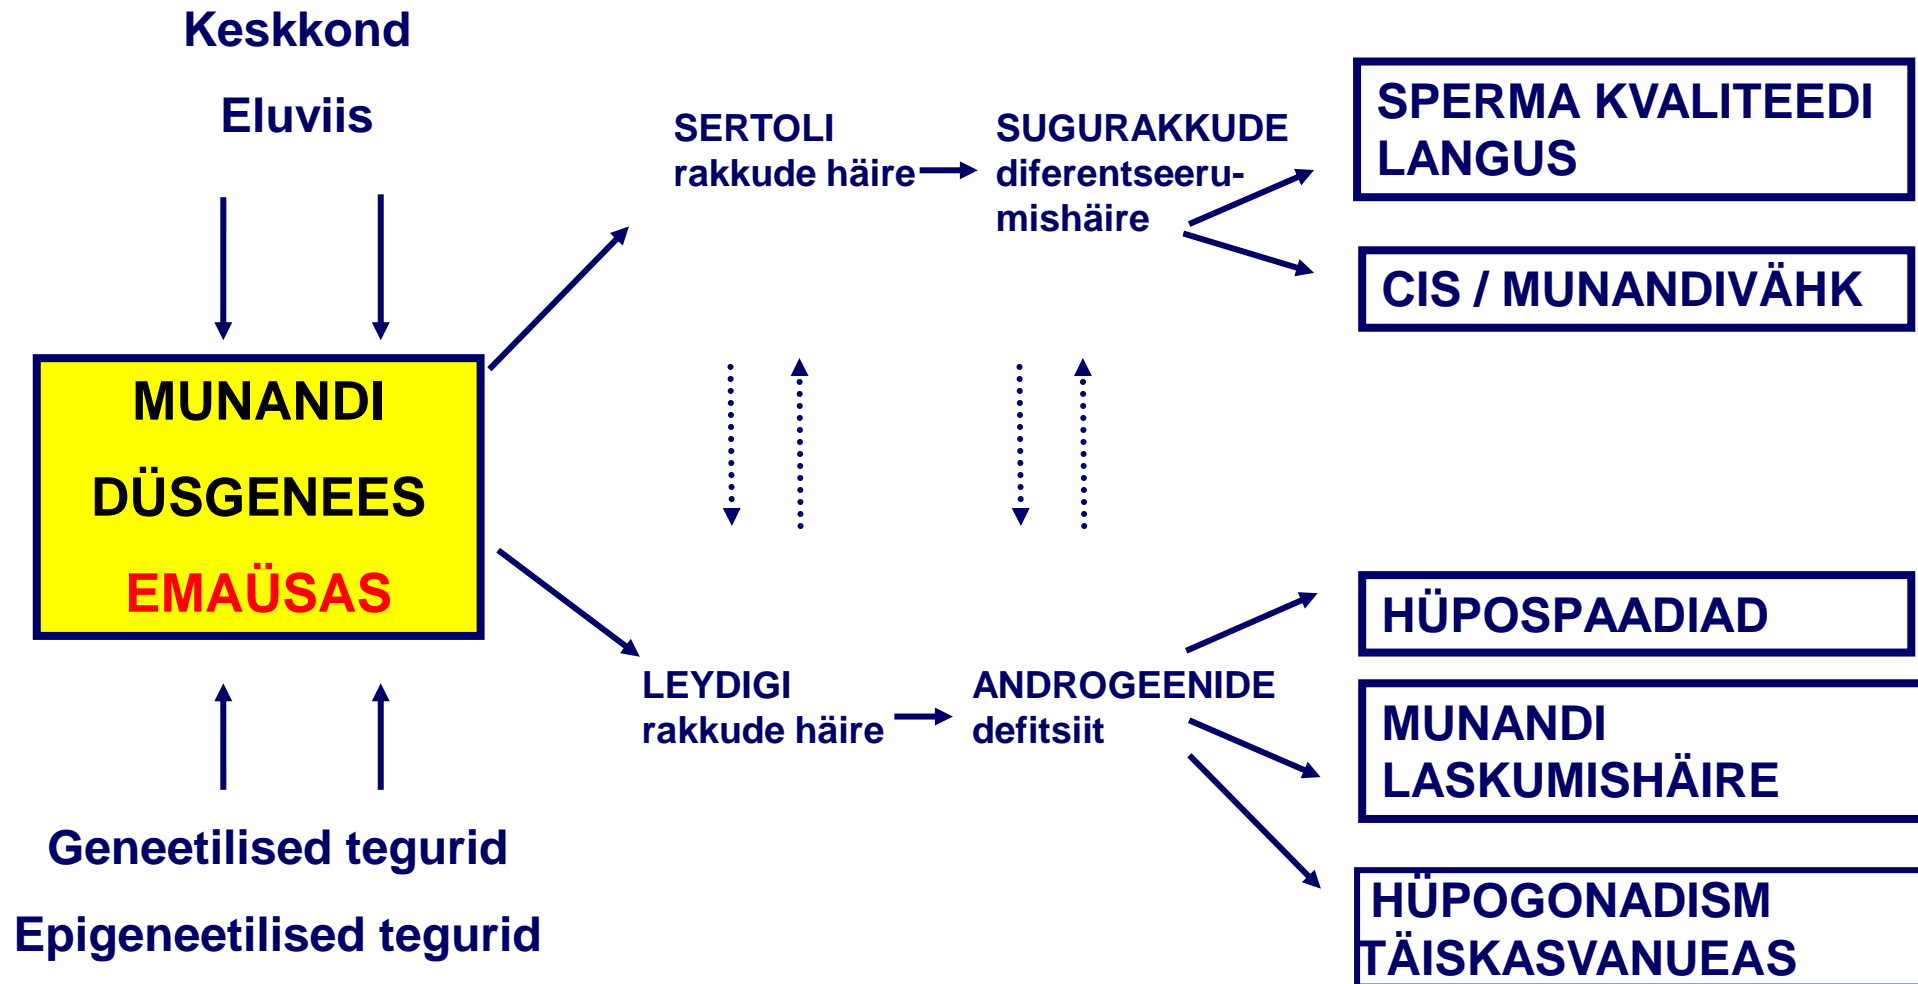 Keskkond
Eluviis
MUNANDI
DÜSGENEES
EMAÜSAS
Geneetilised tegurid
Epigeneetilised tegurid
SERTOLI
rakkude häire
SUGURAKKUDE
diferentseeru-
mishäire
LEYDIGI
rakkude häire
ANDROGEENIDE
defitsiit
SPERMA KVALITEEDI
LANGUS
CIS / MUNANDIVÄHK
HÜPOSPAADIAD
MUNANDI
LASKUMISHÄIRE
HÜPOGONADISM
TÄISKASVANUEAS